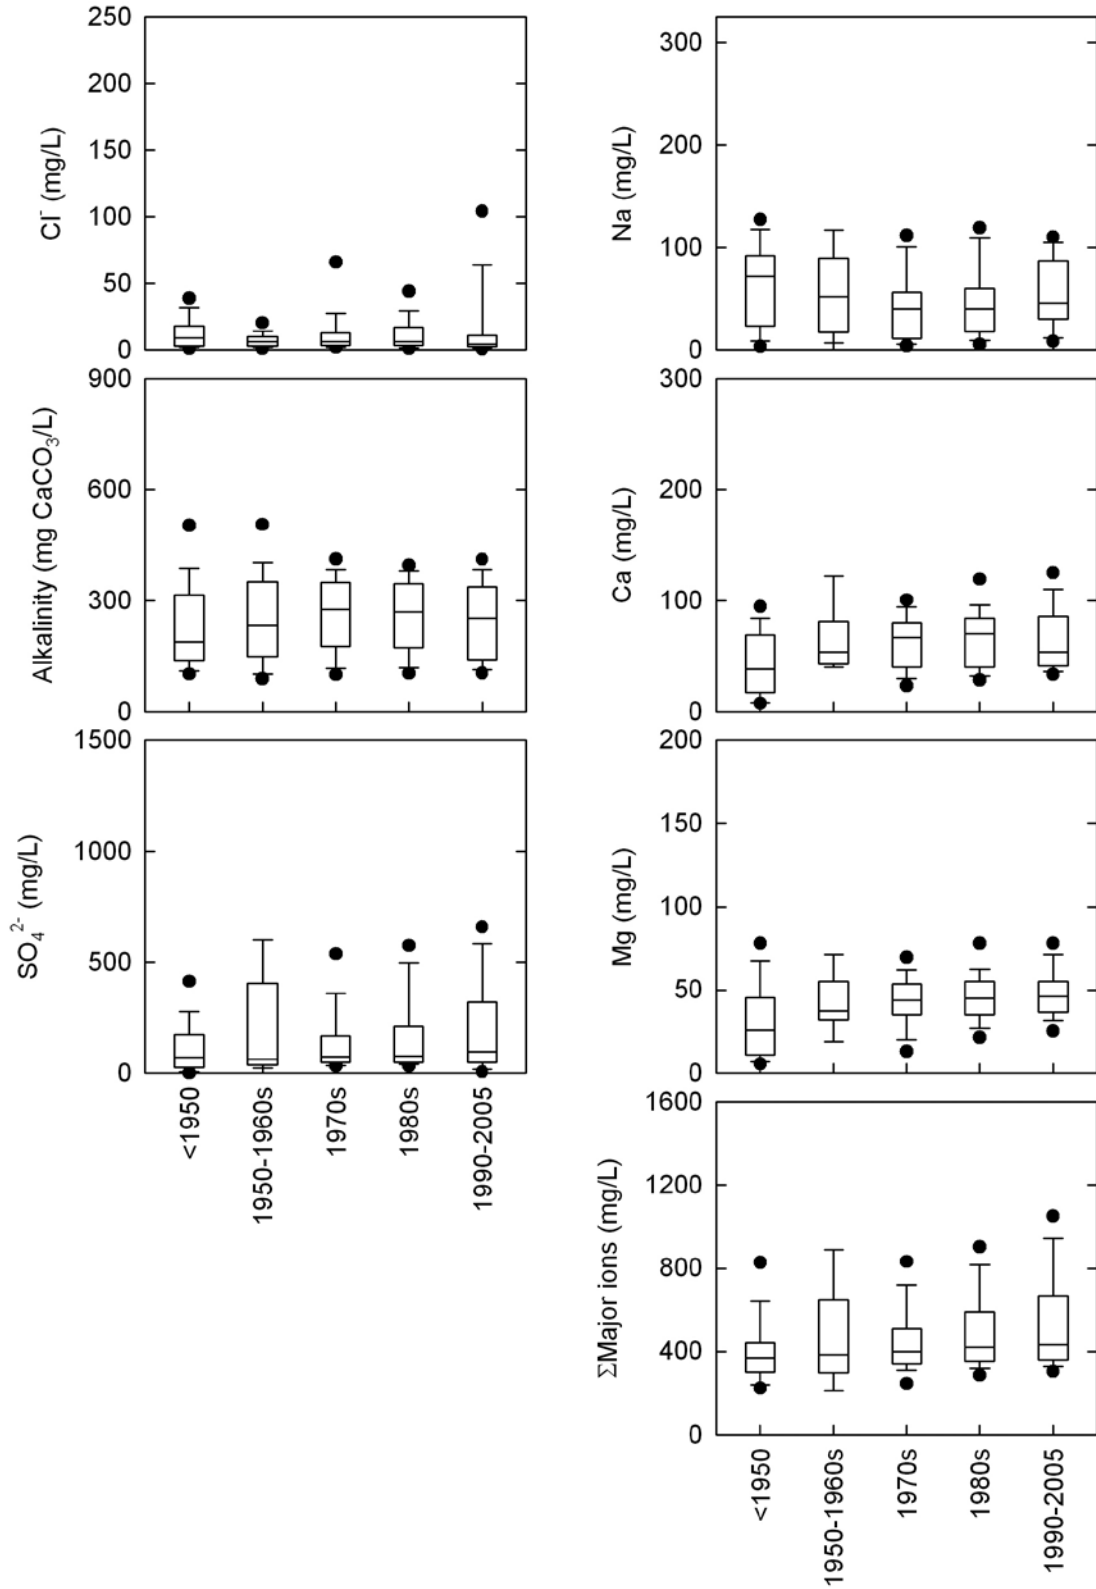 250
200
150
100
50
0
Cl⁻ (mg/L)
300
200
100
0
Na (mg/L)
900
600
300
0
Alkalinity (mg CaCO₃/L)
300
200
100
0
Ca (mg/L)
1500
1000
500
0
SO₄²⁻ (mg/L)
<1950
1950-1960s
1970s
1980s
1990-2005
200
150
100
50
0
Mg (mg/L)
1600
1200
800
400
0
ΣMajor ions (mg/L)
<1950
1950-1960s
1970s
1980s
1990-2005